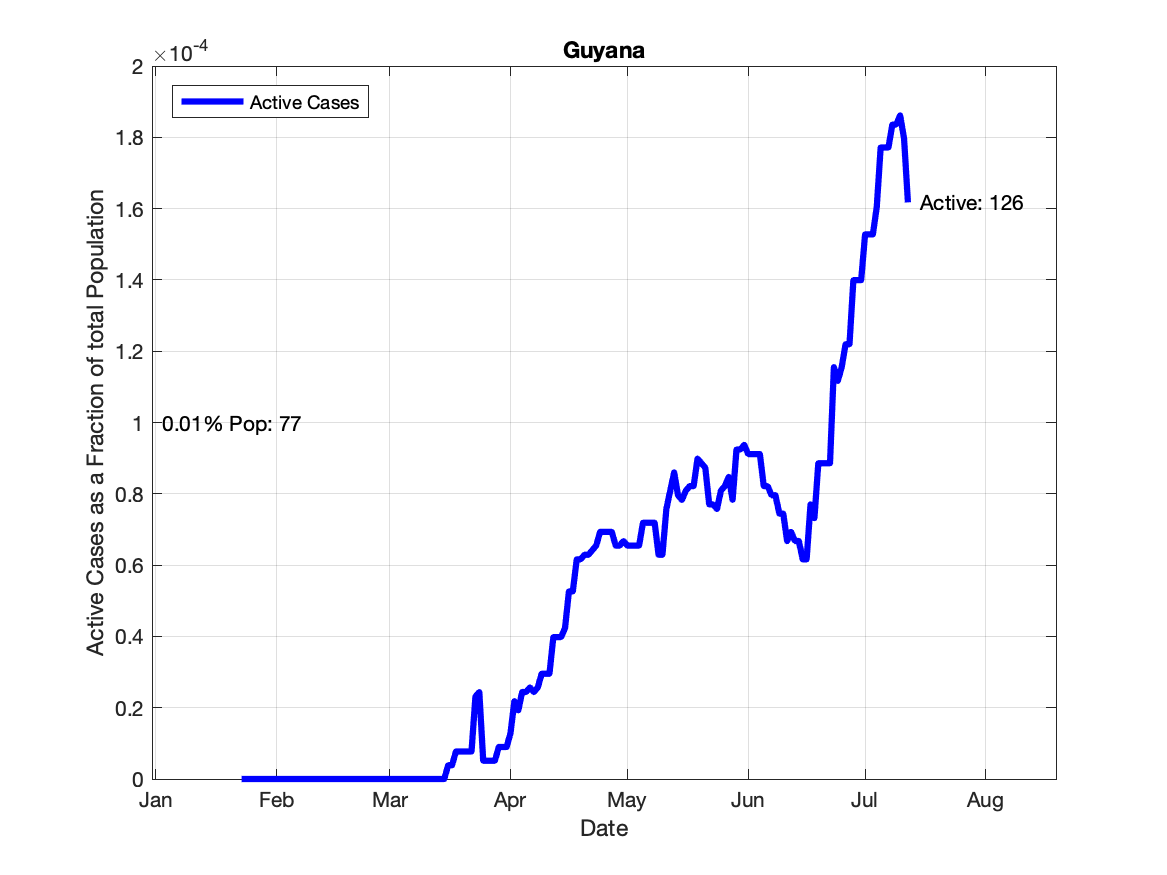 Guyana
×10-4
Active Cases
2
1.8
1.6
1.4
1.2
1
0.8
0.6
0.4
0.2
0
Active Cases as a Fraction of total Population
0.01% Pop: 77
Active: 126
Jan Feb Mar Apr May Jun Jul Aug
Date